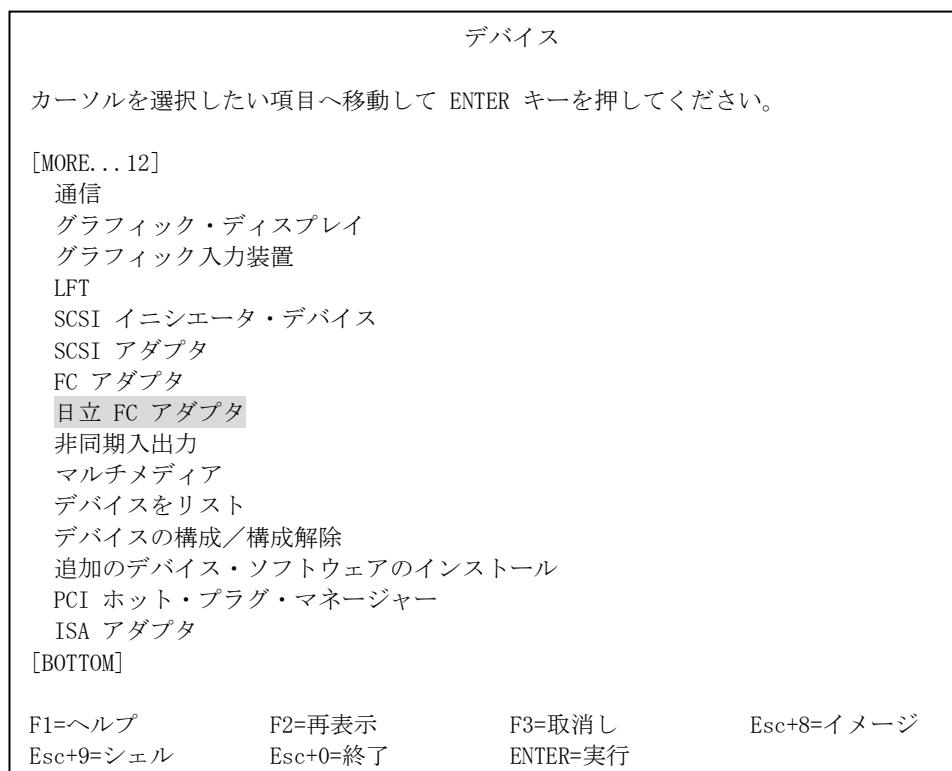 デバイス
カーソルを選択したい項目へ移動して ENTER キーを押してください。
[MORE...12]
通信
グラフィック・ディスプレイ
グラフィック入力装置
LFT
SCSI イニシエータ・デバイス
SCSI アダプタ
FC アダプタ
日立 FC アダプタ
非同期入出力
マルチメディア
デバイスをリスト
デバイスの構成／構成解除
追加のデバイス・ソフトウェアのインストール
PCI ホット・プラグ・マネージャー
ISA アダプタ
[BOTTOM]
F1=ヘルプ F2=再表示 F3=取消し Esc+8=イメージ
Esc+9=シェル Esc+0=終了 ENTER=実行